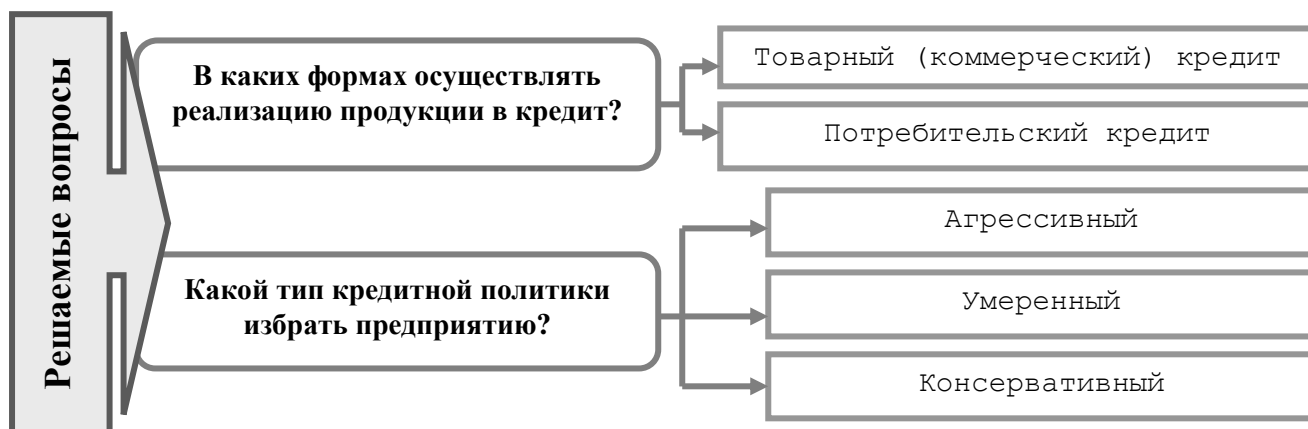 Решаемые вопросы
В каких формах осуществлять
реализацию продукции в кредит?
Товарный (коммерческий) кредит
Потребительский кредит
Какой тип кредитной политики
избрать предприятию?
Агрессивный
Умеренный
Консервативный